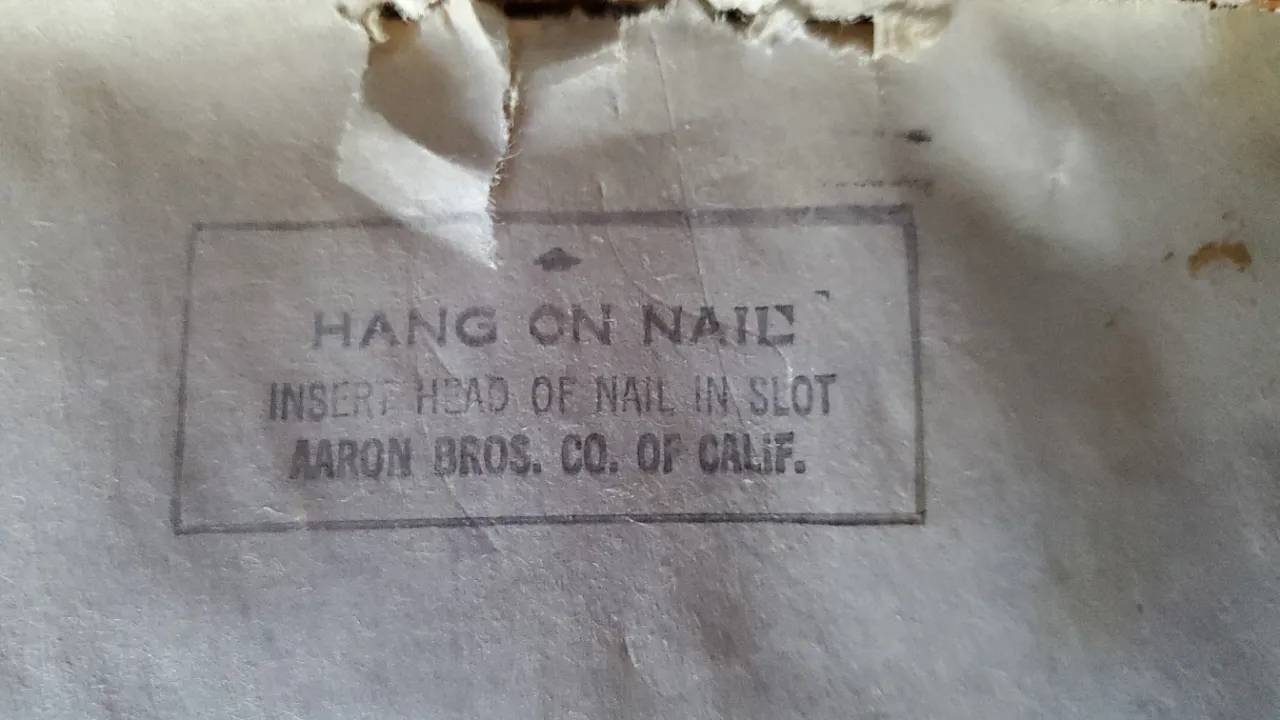 HANG ON NAIL
INSERT HEAD OF NAIL IN SLOT
AARON BROS. CO. OF CALIF.